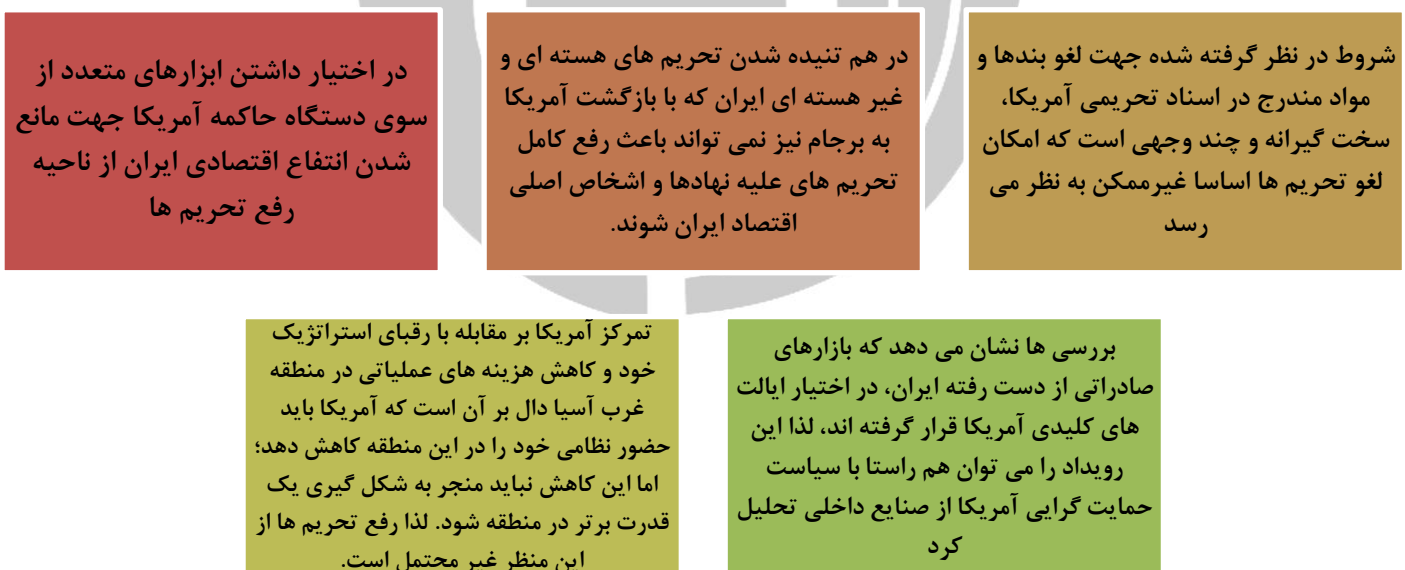 شروط در نظر گرفته شده جهت لغو بندها و
مواد مندرج در اسناد تحریمی آمریکا،
سخت گیرانه و چند وجهی است که امکان
لغو تحریم ها اساسا غیرممکن به نظر می
رسد
در هم تنیده شدن تحریم های هسته ای و
غیر هسته ای ایران که با بازگشت آمریکا
به برجام نیز نمی تواند باعث رفع کامل
تحریم های علیه نهادها و اشخاص اصلی
اقتصاد ایران شوند.
در اختیار داشتن ابزارهای متعدد از
سوی دستگاه حاکمه آمریکا جهت مانع
شدن انتفاع اقتصادی ایران از ناحیه
رفع تحریم ها
بررسی ها نشان می دهد که بازارهای
صادراتی از دست رفته ایران، در اختیار ایالت
های کلیدی آمریکا قرار گرفته اند، لذا این
رویداد را می توان هم راستا با سیاست
حمایت گرایی آمریکا از صنایع داخلی تحلیل
کرد
تمرکز آمریکا بر مقابله با رقبای استراتژیک
خود و کاهش هزینه های عملیاتی در منطقه
غرب آسیا دال بر آن است که آمریکا باید
حضور نظامی خود را در این منطقه کاهش دهد؛
اما این کاهش نباید منجر به شکل گیری یک
قدرت برتر در منطقه شود. لذا رفع تحریم ها از
این منظر غیر محتمل است.